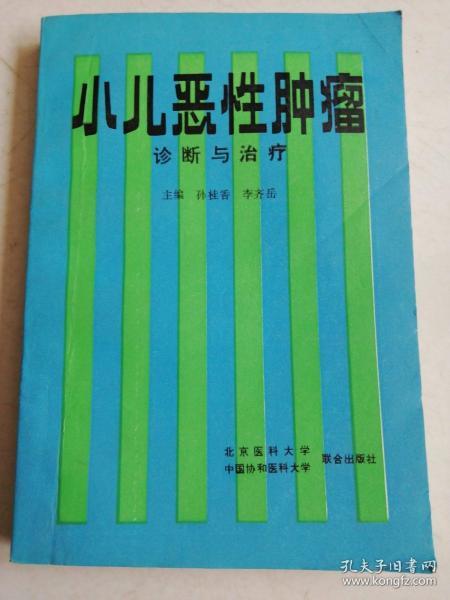 小儿恶性肿瘤
诊断与治疗
主编 孙桂香 李齐岳
北京医科大学
中国协和医科大学
联合出版社
孔夫子旧书网
www.kongfz.com